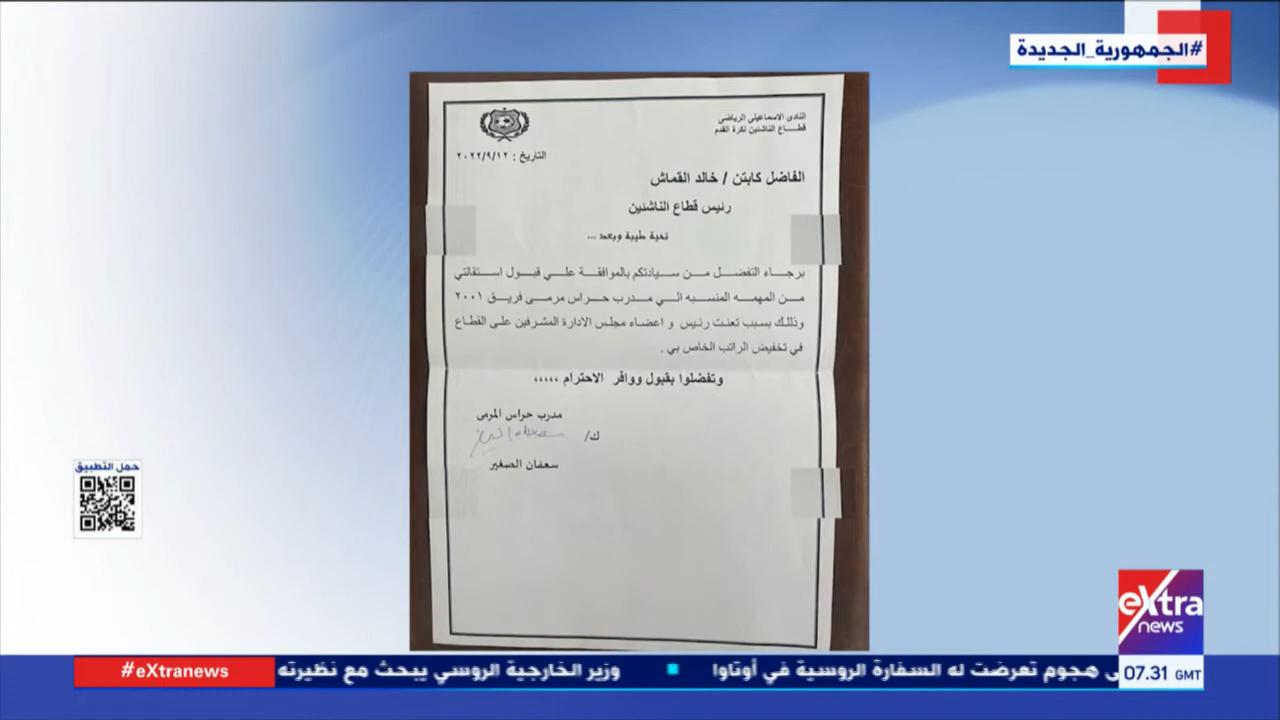 #الجمهورية_الجديدة
النادى الاسماعيلى الرياضى
قطـــاع الناشئين لكرة القدم
التاريخ : ٢٠٢٢/٩/١٢
الفاضل كابتن / خالد القماش
رئيس قطاع الناشئين
تحية طيبة وبعد ...
برجاء التفضل من سيادتكم بالموافقة علي قبول استقالتي
من المهمه المنسبه الي مدرب حراس مرمى فريق ٢٠٠١
وذللك بسبب تعنت رئيس و اعضاء مجلس الادارة المشرفين على القطاع
في تخفيض الراتب الخاص بي .
وتفضلوا بقبول ووافر الاحترام ،،،،،
مدرب حراس المرمى
ك/
سعفان الصغير
حمل التطبيق
eXtra
news
هجوم تعرضت له السفارة الروسية في أوتاوا ■ وزير الخارجية الروسي يبحث مع نظيرته
#eXtranews
07.31 GMT